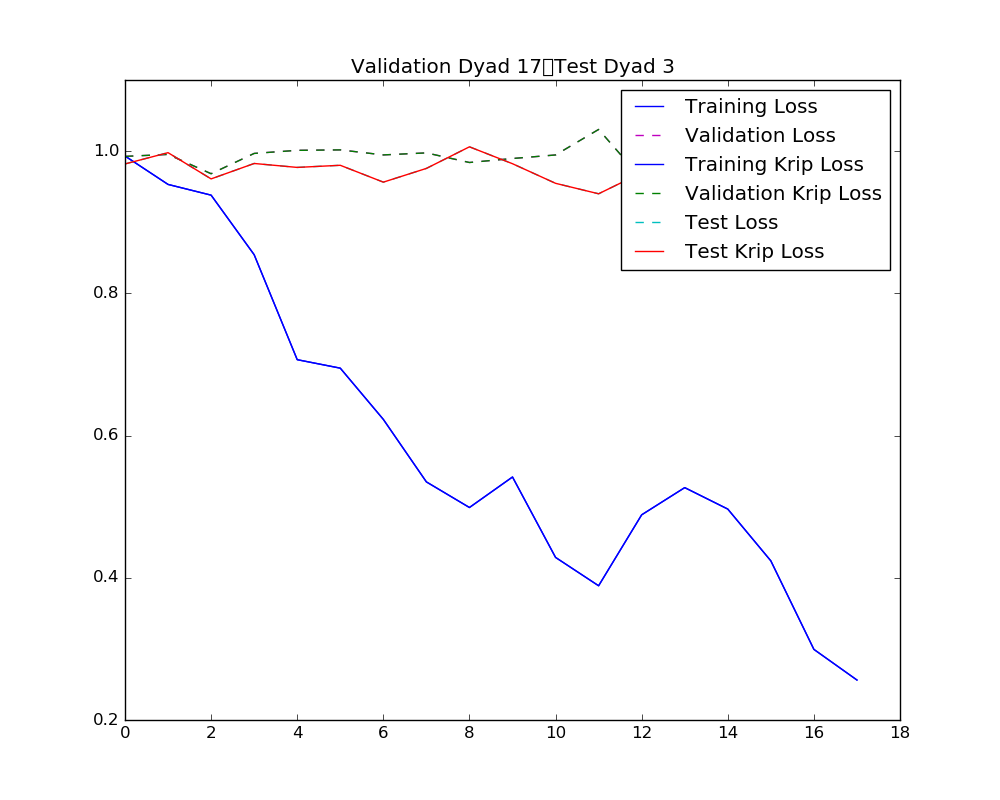 Validation Dyad 17▯Test Dyad 3
Training Loss
Validation Loss
Training Krip Loss
Validation Krip Loss
Test Loss
Test Krip Loss
1.0
0.8
0.6
0.4
0.2
0 2 4 6 8 10 12 14 16 18